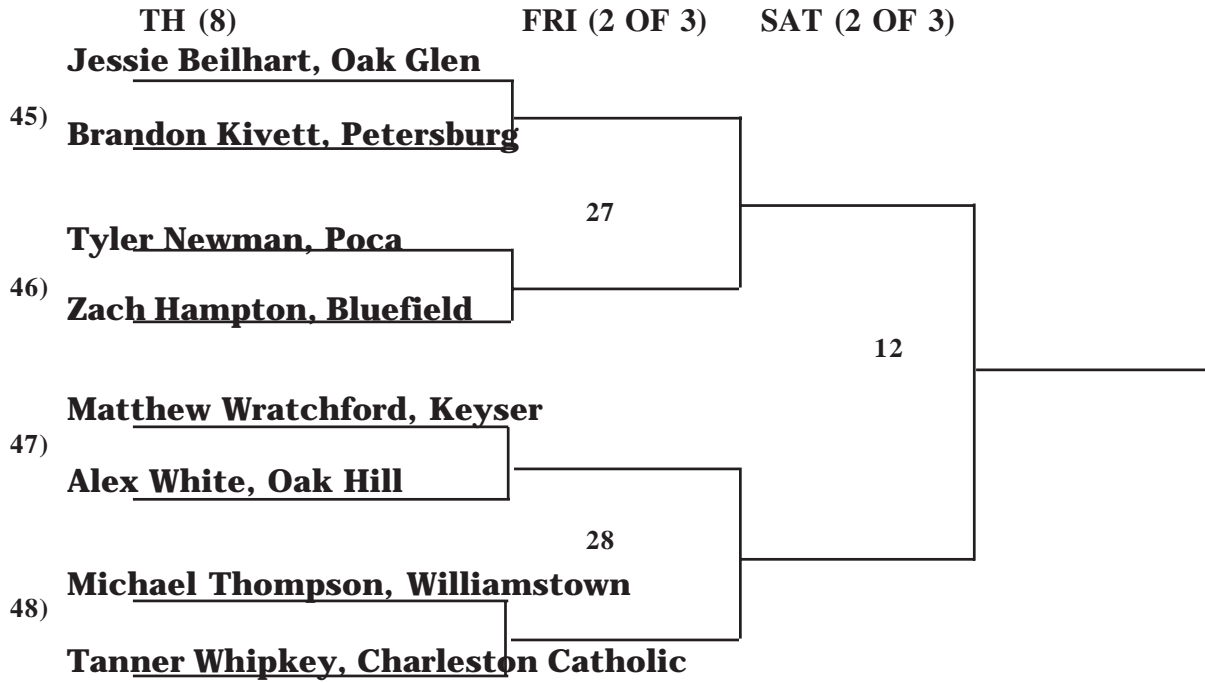 TH (8) FRI (2 OF 3) SAT (2 OF 3)
Jessie Beilhart, Oak Glen
45)
Brandon Kivett, Petersburg
27
Tyler Newman, Poca
46)
Zach Hampton, Bluefield
12
Matthew Wratchford, Keyser
47)
Alex White, Oak Hill
28
Michael Thompson, Williamstown
48)
Tanner Whipkey, Charleston Catholic